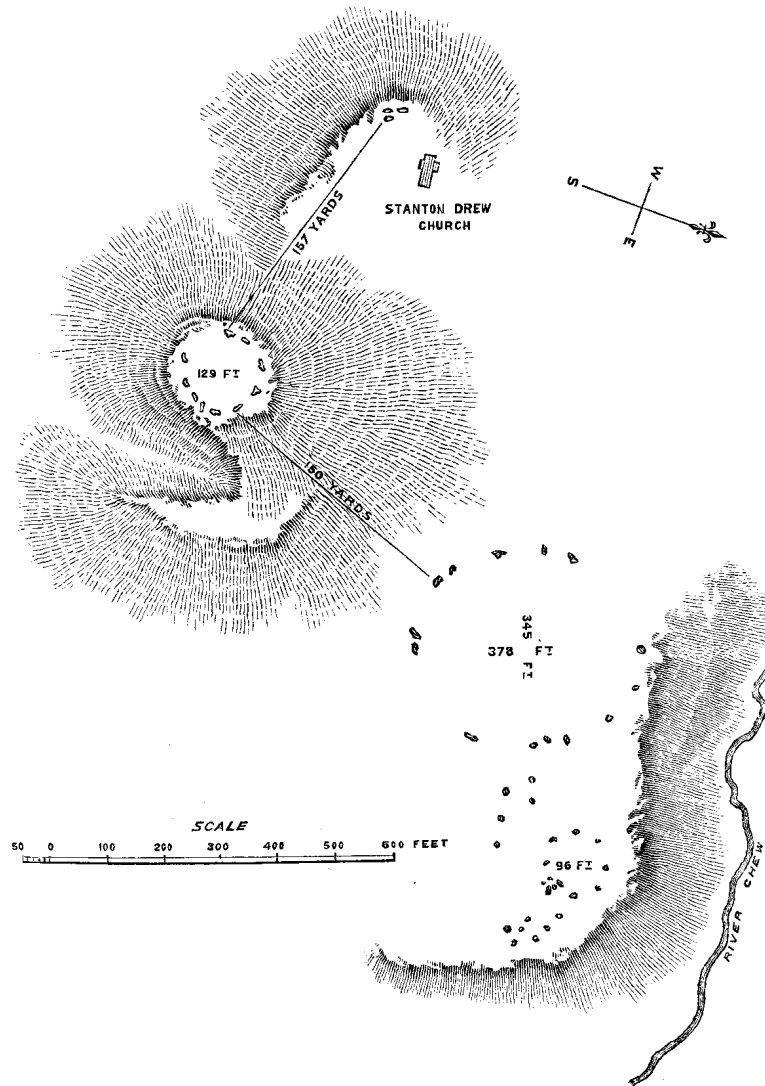 W
S
E
STANTON DREW
CHURCH
157 YARDS
129 FT
150 YARDS
345 FT
378 FT
SCALE
50 0 100 200 300 400 500 600 FEET
96 FT
RIVER CHEW